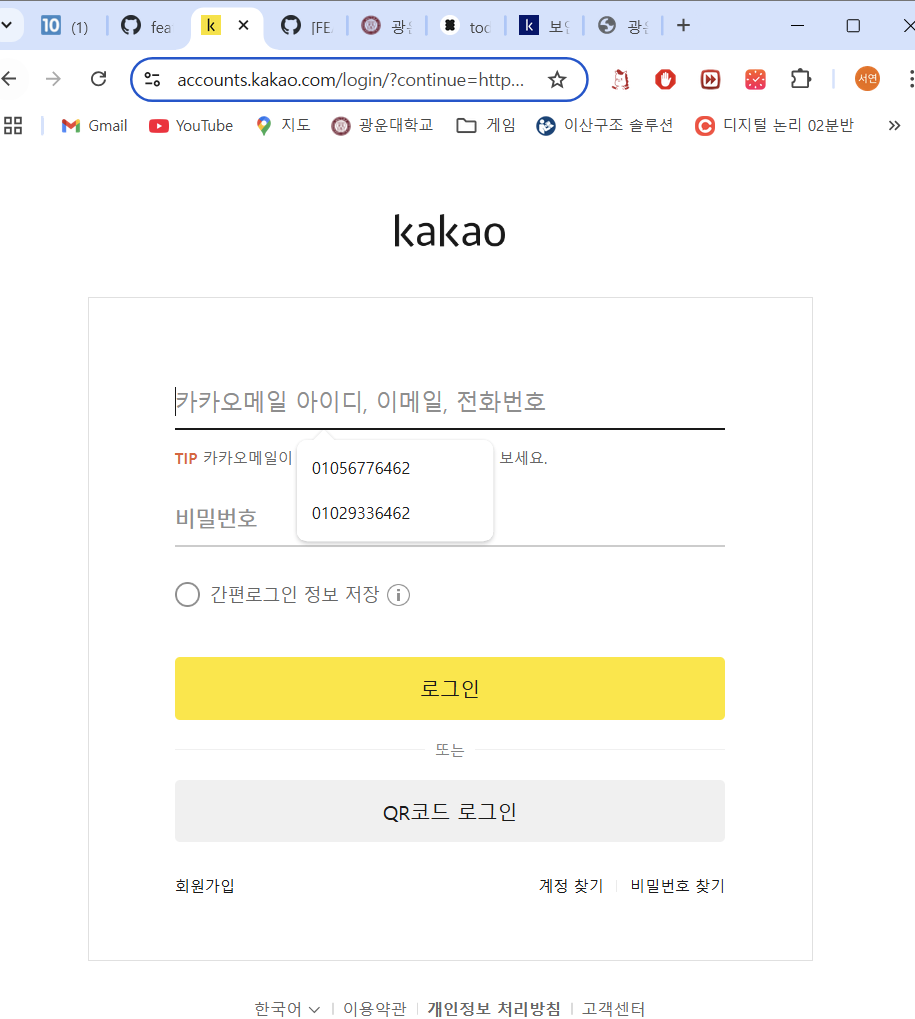 10 (1) fea k [FE 광 k 보
accounts.kakao.com/login/?continue=http... 서연
Gmail YouTube 지도 광운대학교 게임 이산구조 솔루션 디지털 논리 02분반
kakao
카카오메일 아이디, 이메일, 전화번호
TIP 카카오메일이 보세요.
01056776462
01029336462
비밀번호
간편로그인 정보 저장
로그인
또는
QR코드 로그인
회원가입 계정 찾기 비밀번호 찾기
한국어 이용약관 개인정보 처리방침 고객센터